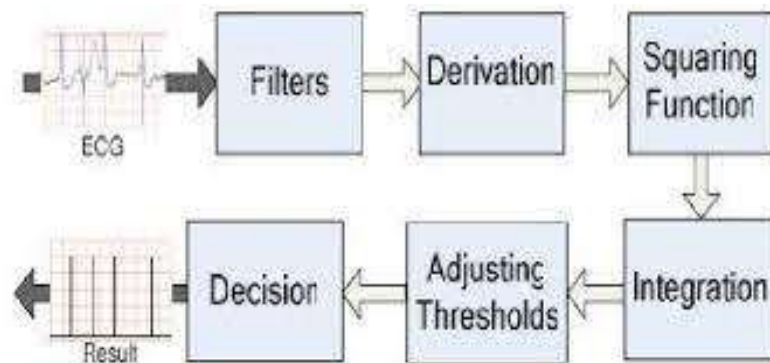 ECG
Filters
Derivation
Squaring
Function
Integration
Adjusting
Thresholds
Decision
Result